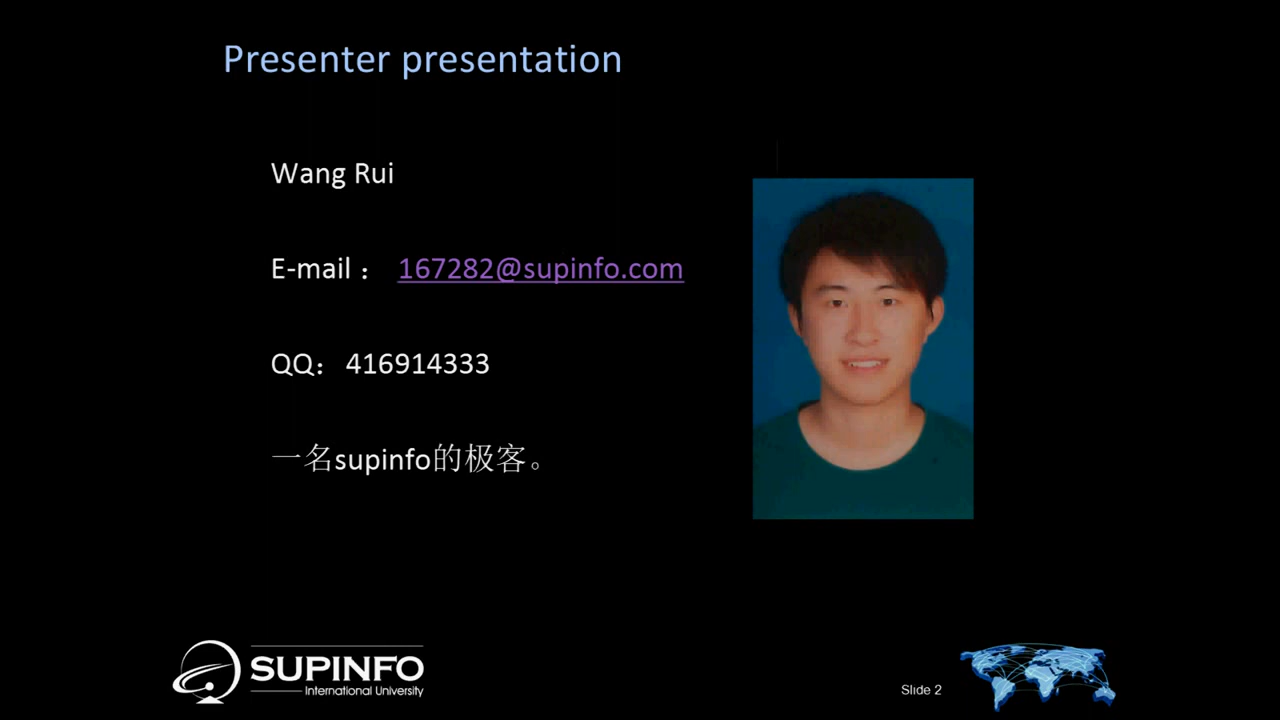 Presenter presentation
Wang Rui
E-mail： 167282@supinfo.com
QQ：416914333
一名supinfo的极客。
SUPINFO
International University
Slide 2